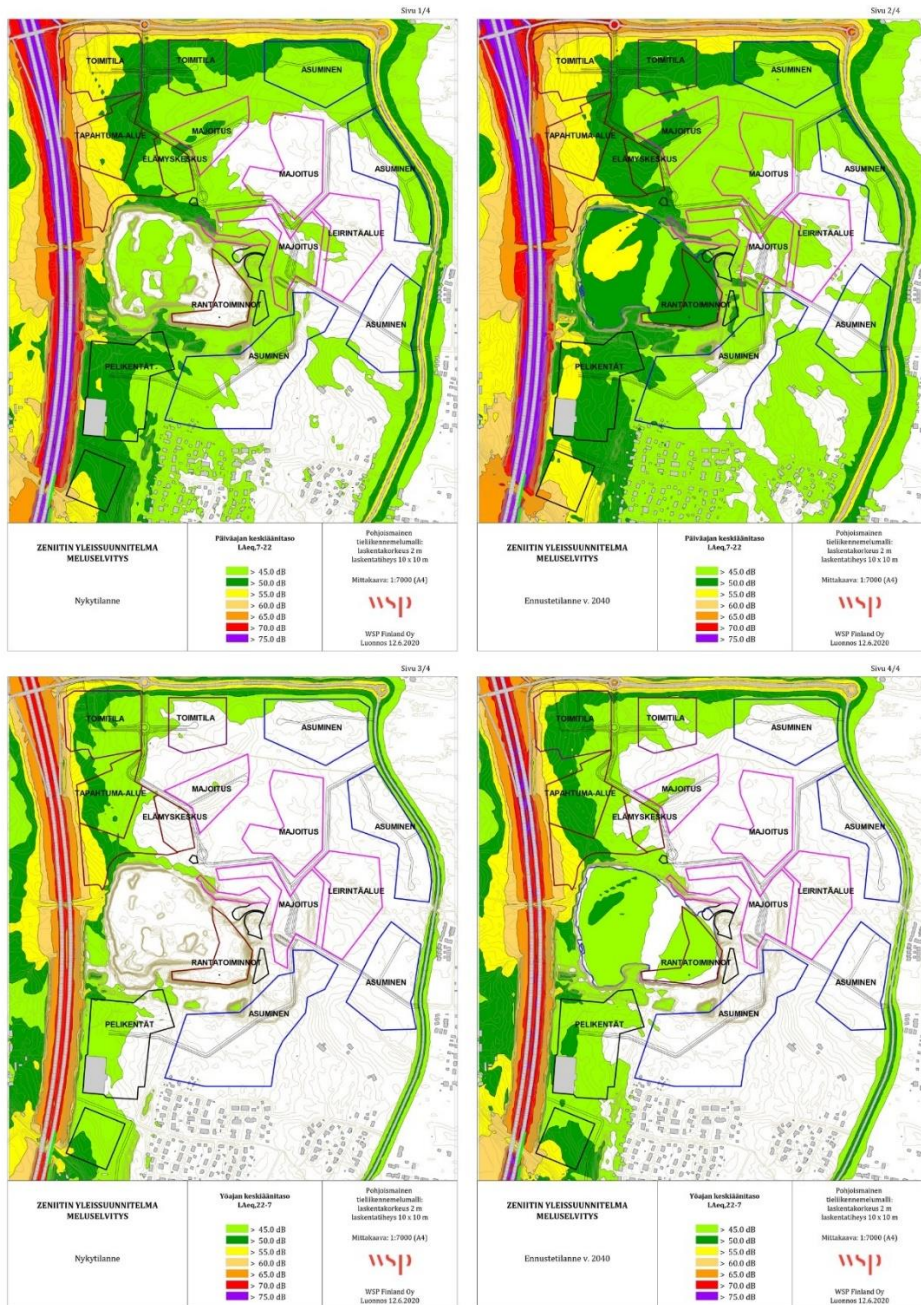 Sivu 1/4
TOIMITILA
TOIMITILA
ASUMINEN
TAPAHTUMA-ALUE
MAJOITUS
ELÄMYSKESKUS
ASUMINEN
MAJOITUS
LEIRINTÄALUE
MAJOITUS
RANTATOIMINNOT
ASUMINEN
ASUMINEN
PELIKENTÄT
ZENIITIN YLEISSUUNNITELMA
MELUSELVITYS
Nykytilanne
Päiväajan keskiäänitaso
LAeq,7-22
> 45.0 dB
> 50.0 dB
> 55.0 dB
> 60.0 dB
> 65.0 dB
> 70.0 dB
> 75.0 dB
Pohjoismainen
tieliikennemelumalli:
laskentakorkeus 2 m
laskentatiheys 10 x 10 m
Mittakaava: 1:7000 (A4)
wsp
WSP Finland Oy
Luonnos 12.6.2020
Sivu 2/4
TOIMITILA
TOIMITILA
ASUMINEN
TAPAHTUMA-ALUE
MAJOITUS
ELÄMYSKESKUS
ASUMINEN
MAJOITUS
LEIRINTÄALUE
MAJOITUS
RANTATOIMINNOT
ASUMINEN
ASUMINEN
PELIKENTÄT
ZENIITIN YLEISSUUNNITELMA
MELUSELVITYS
Ennustetilanne v. 2040
Päiväajan keskiäänitaso
LAeq,7-22
> 45.0 dB
> 50.0 dB
> 55.0 dB
> 60.0 dB
> 65.0 dB
> 70.0 dB
> 75.0 dB
Pohjoismainen
tieliikennemelumalli:
laskentakorkeus 2 m
laskentatiheys 10 x 10 m
Mittakaava: 1:7000 (A4)
wsp
WSP Finland Oy
Luonnos 12.6.2020
Sivu 3/4
TOIMITILA
TOIMITILA
ASUMINEN
TAPAHTUMA-ALUE
MAJOITUS
ELÄMYSKESKUS
ASUMINEN
MAJOITUS
LEIRINTÄALUE
MAJOITUS
RANTATOIMINNOT
ASUMINEN
ASUMINEN
PELIKENTÄT
ZENIITIN YLEISSUUNNITELMA
MELUSELVITYS
Nykytilanne
Yöajan keskiäänitaso
LAeq,22-7
> 45.0 dB
> 50.0 dB
> 55.0 dB
> 60.0 dB
> 65.0 dB
> 70.0 dB
> 75.0 dB
Pohjoismainen
tieliikennemelumalli:
laskentakorkeus 2 m
laskentatiheys 10 x 10 m
Mittakaava: 1:7000 (A4)
wsp
WSP Finland Oy
Luonnos 12.6.2020
Sivu 4/4
TOIMITILA
TOIMITILA
ASUMINEN
TAPAHTUMA-ALUE
MAJOITUS
ELÄMYSKESKUS
ASUMINEN
MAJOITUS
LEIRINTÄALUE
MAJOITUS
RANTATOIMINNOT
ASUMINEN
ASUMINEN
PELIKENTÄT
ZENIITIN YLEISSUUNNITELMA
MELUSELVITYS
Ennustetilanne v. 2040
Yöajan keskiäänitaso
LAeq,22-7
> 45.0 dB
> 50.0 dB
> 55.0 dB
> 60.0 dB
> 65.0 dB
> 70.0 dB
> 75.0 dB
Pohjoismainen
tieliikennemelumalli:
laskentakorkeus 2 m
laskentatiheys 10 x 10 m
Mittakaava: 1:7000 (A4)
wsp
WSP Finland Oy
Luonnos 12.6.2020